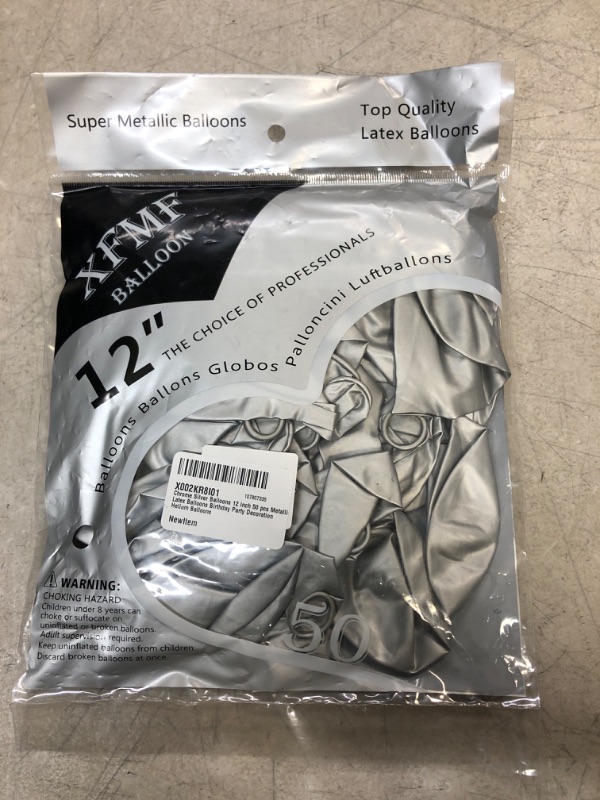 Super Metallic Balloons
Top Quality
Latex Balloons
XFMF
BALLOON
12"
THE CHOICE OF PROFESSIONALS
Balloons Ballons Globos Palloncini Luftballons
X002KR8I01
Chrome Silver Balloons 12 inch 50 pcs Metalli
Latex Balloons Birthday Party Decoration
Helium Balloons
NewItem
WARNING:
CHOKING HAZARD
Children under 8 years can
choke or suffocate on
uninflated or broken balloons.
Adult supervision required.
Keep uninflated balloons from children.
Discard broken balloons at once.
50